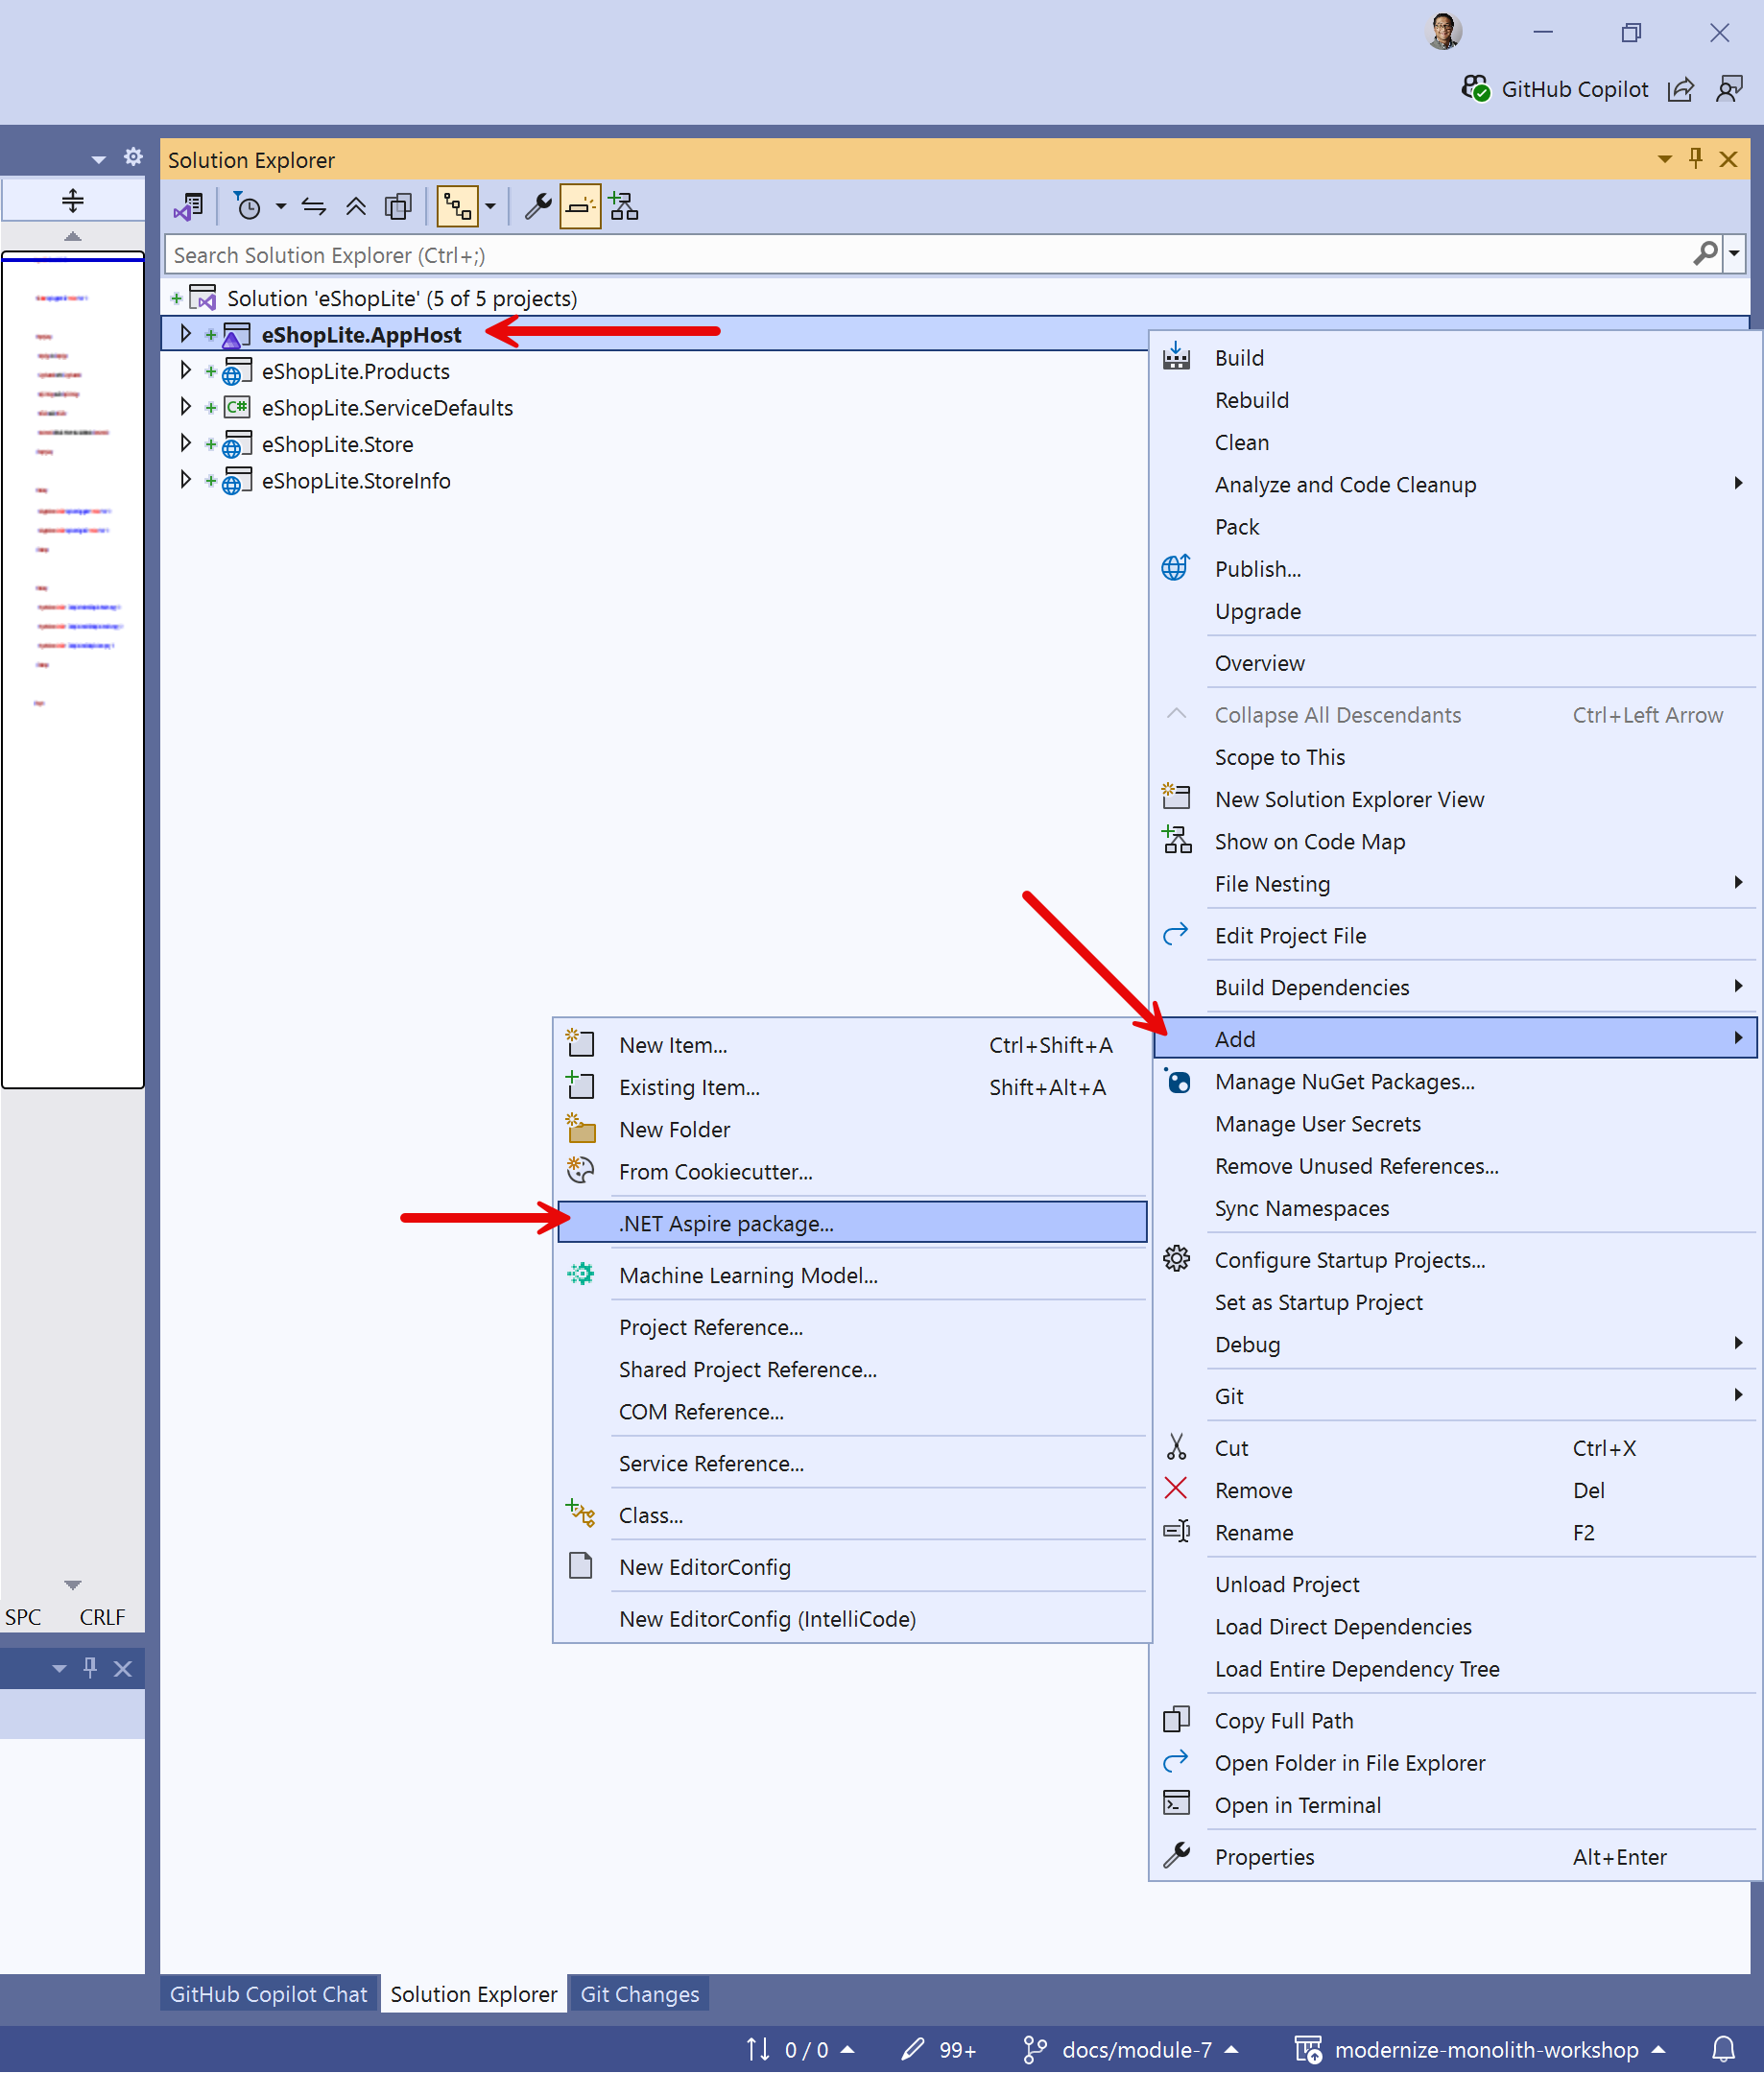 GitHub Copilot
Solution Explorer
Search Solution Explorer (Ctrl+;)
Solution 'eShopLite' (5 of 5 projects)
eShopLite.AppHost
eShopLite.Products
C# eShopLite.ServiceDefaults
eShopLite.Store
eShopLite.StoreInfo
Build
Rebuild
Clean
Analyze and Code Cleanup
Pack
Publish...
Upgrade
Overview
Collapse All Descendants Ctrl+Left Arrow
Scope to This
New Solution Explorer View
Show on Code Map
File Nesting
Edit Project File
Build Dependencies
Add
Manage NuGet Packages...
Manage User Secrets
Remove Unused References...
Sync Namespaces
Configure Startup Projects...
Set as Startup Project
Debug
Git
Cut Ctrl+X
Remove Del
Rename F2
Unload Project
Load Direct Dependencies
Load Entire Dependency Tree
Copy Full Path
Open Folder in File Explorer
Open in Terminal
Properties Alt+Enter
New Item... Ctrl+Shift+A
Existing Item... Shift+Alt+A
New Folder
From Cookiecutter...
.NET Aspire package...
Machine Learning Model...
Project Reference...
Shared Project Reference...
COM Reference...
Service Reference...
Class...
New EditorConfig
New EditorConfig (IntelliCode)
SPC CRLF
GitHub Copilot Chat Solution Explorer Git Changes
0 / 0 99+ docs/module-7 modernize-monolith-workshop